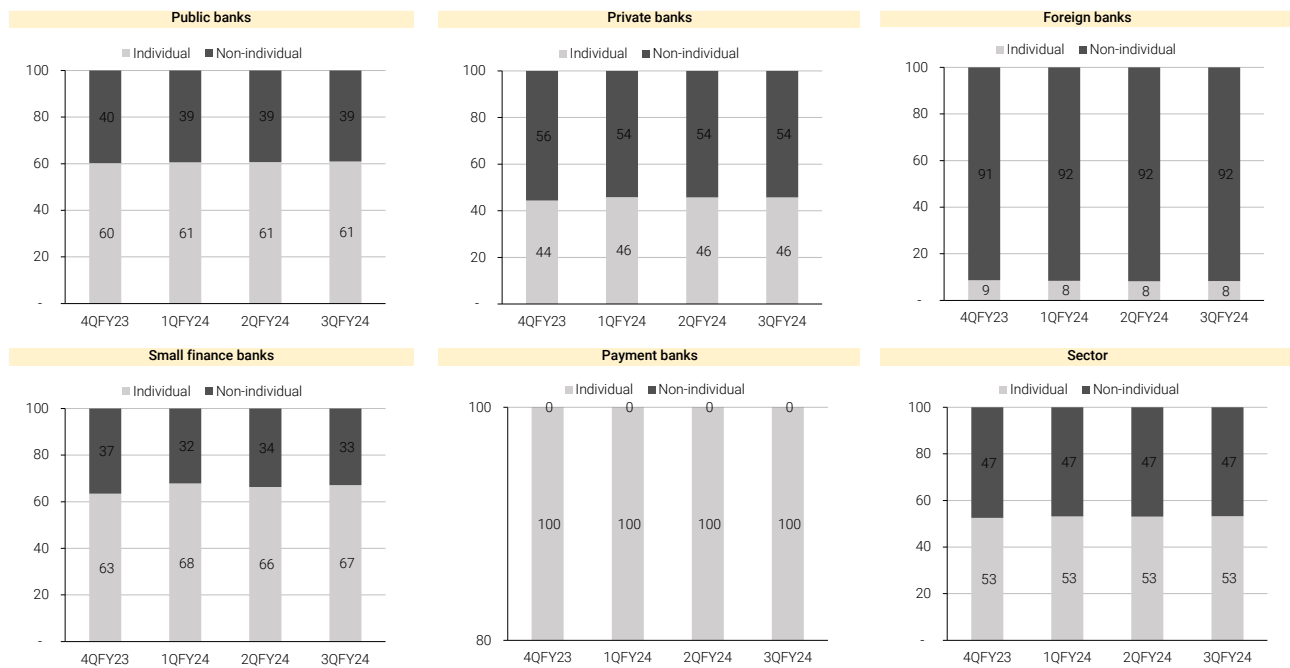 Public banks
Individual Non-individual
100
80
60
40
20
-
40 39 39 39
60 61 61 61
4QFY23 1QFY24 2QFY24 3QFY24
Private banks
Individual Non-individual
100
80
60
40
20
-
56 54 54 54
44 46 46 46
4QFY23 1QFY24 2QFY24 3QFY24
Foreign banks
Individual Non-individual
100
80
60
40
20
-
91 92 92 92
9 8 8 8
4QFY23 1QFY24 2QFY24 3QFY24
Small finance banks
Individual Non-individual
100
80
60
40
20
-
37 32 34 33
63 68 66 67
4QFY23 1QFY24 2QFY24 3QFY24
Payment banks
Individual Non-individual
100
80
0 0 0 0
100 100 100 100
4QFY23 1QFY24 2QFY24 3QFY24
Sector
Individual Non-individual
100
80
60
40
20
-
47 47 47 47
53 53 53 53
4QFY23 1QFY24 2QFY24 3QFY24